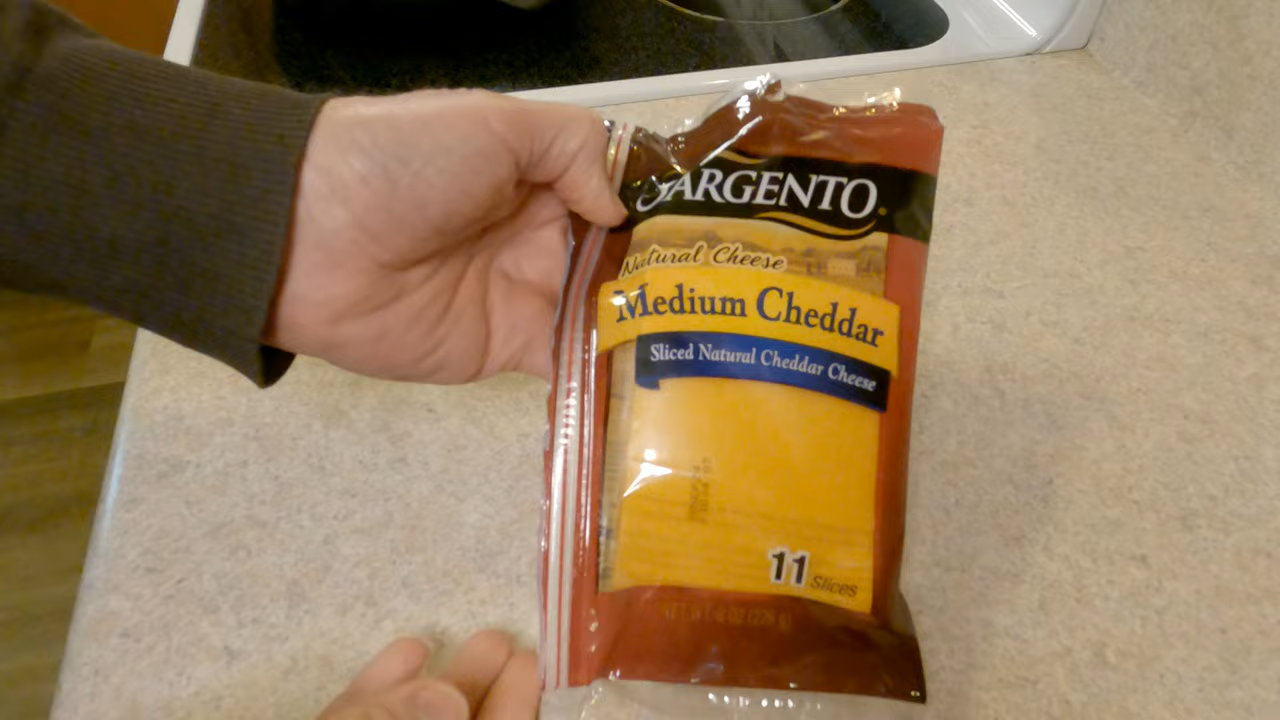 SARGENTO
Natural Cheese
Medium Cheddar
Sliced Natural Cheddar Cheese
11 Slices